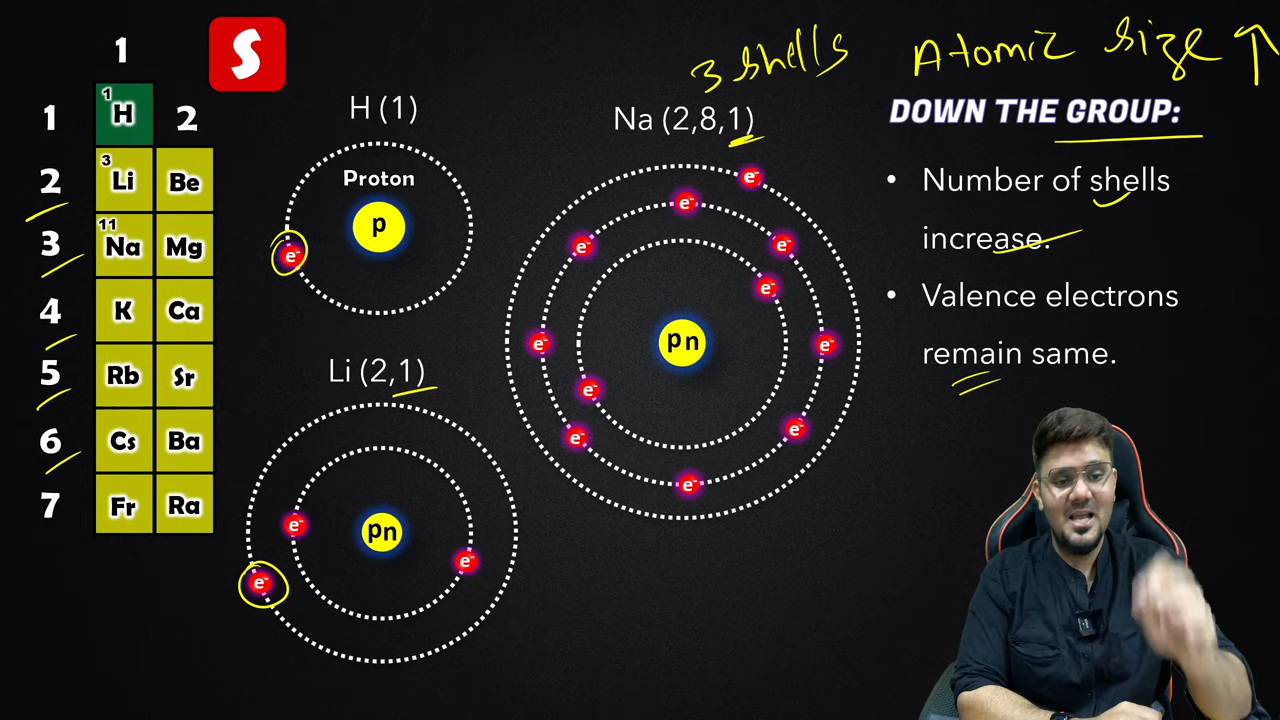 1
S
3 shells
Atomic size ↑
1
1
H
2
H (1)
Na (2,8,1)
DOWN THE GROUP:
2
3
Li
Be
Proton
p
e-
• Number of shells
increase.
3
11
Na
Mg
4
K
Ca
• Valence electrons
remain same.
5
Rb
Sr
Li (2,1)
6
Cs
Ba
7
Fr
Ra
pn
e-
e-
e-
pn
e-
e-
e-
e-
e-
e-
e-
e-
e-
e-
e-